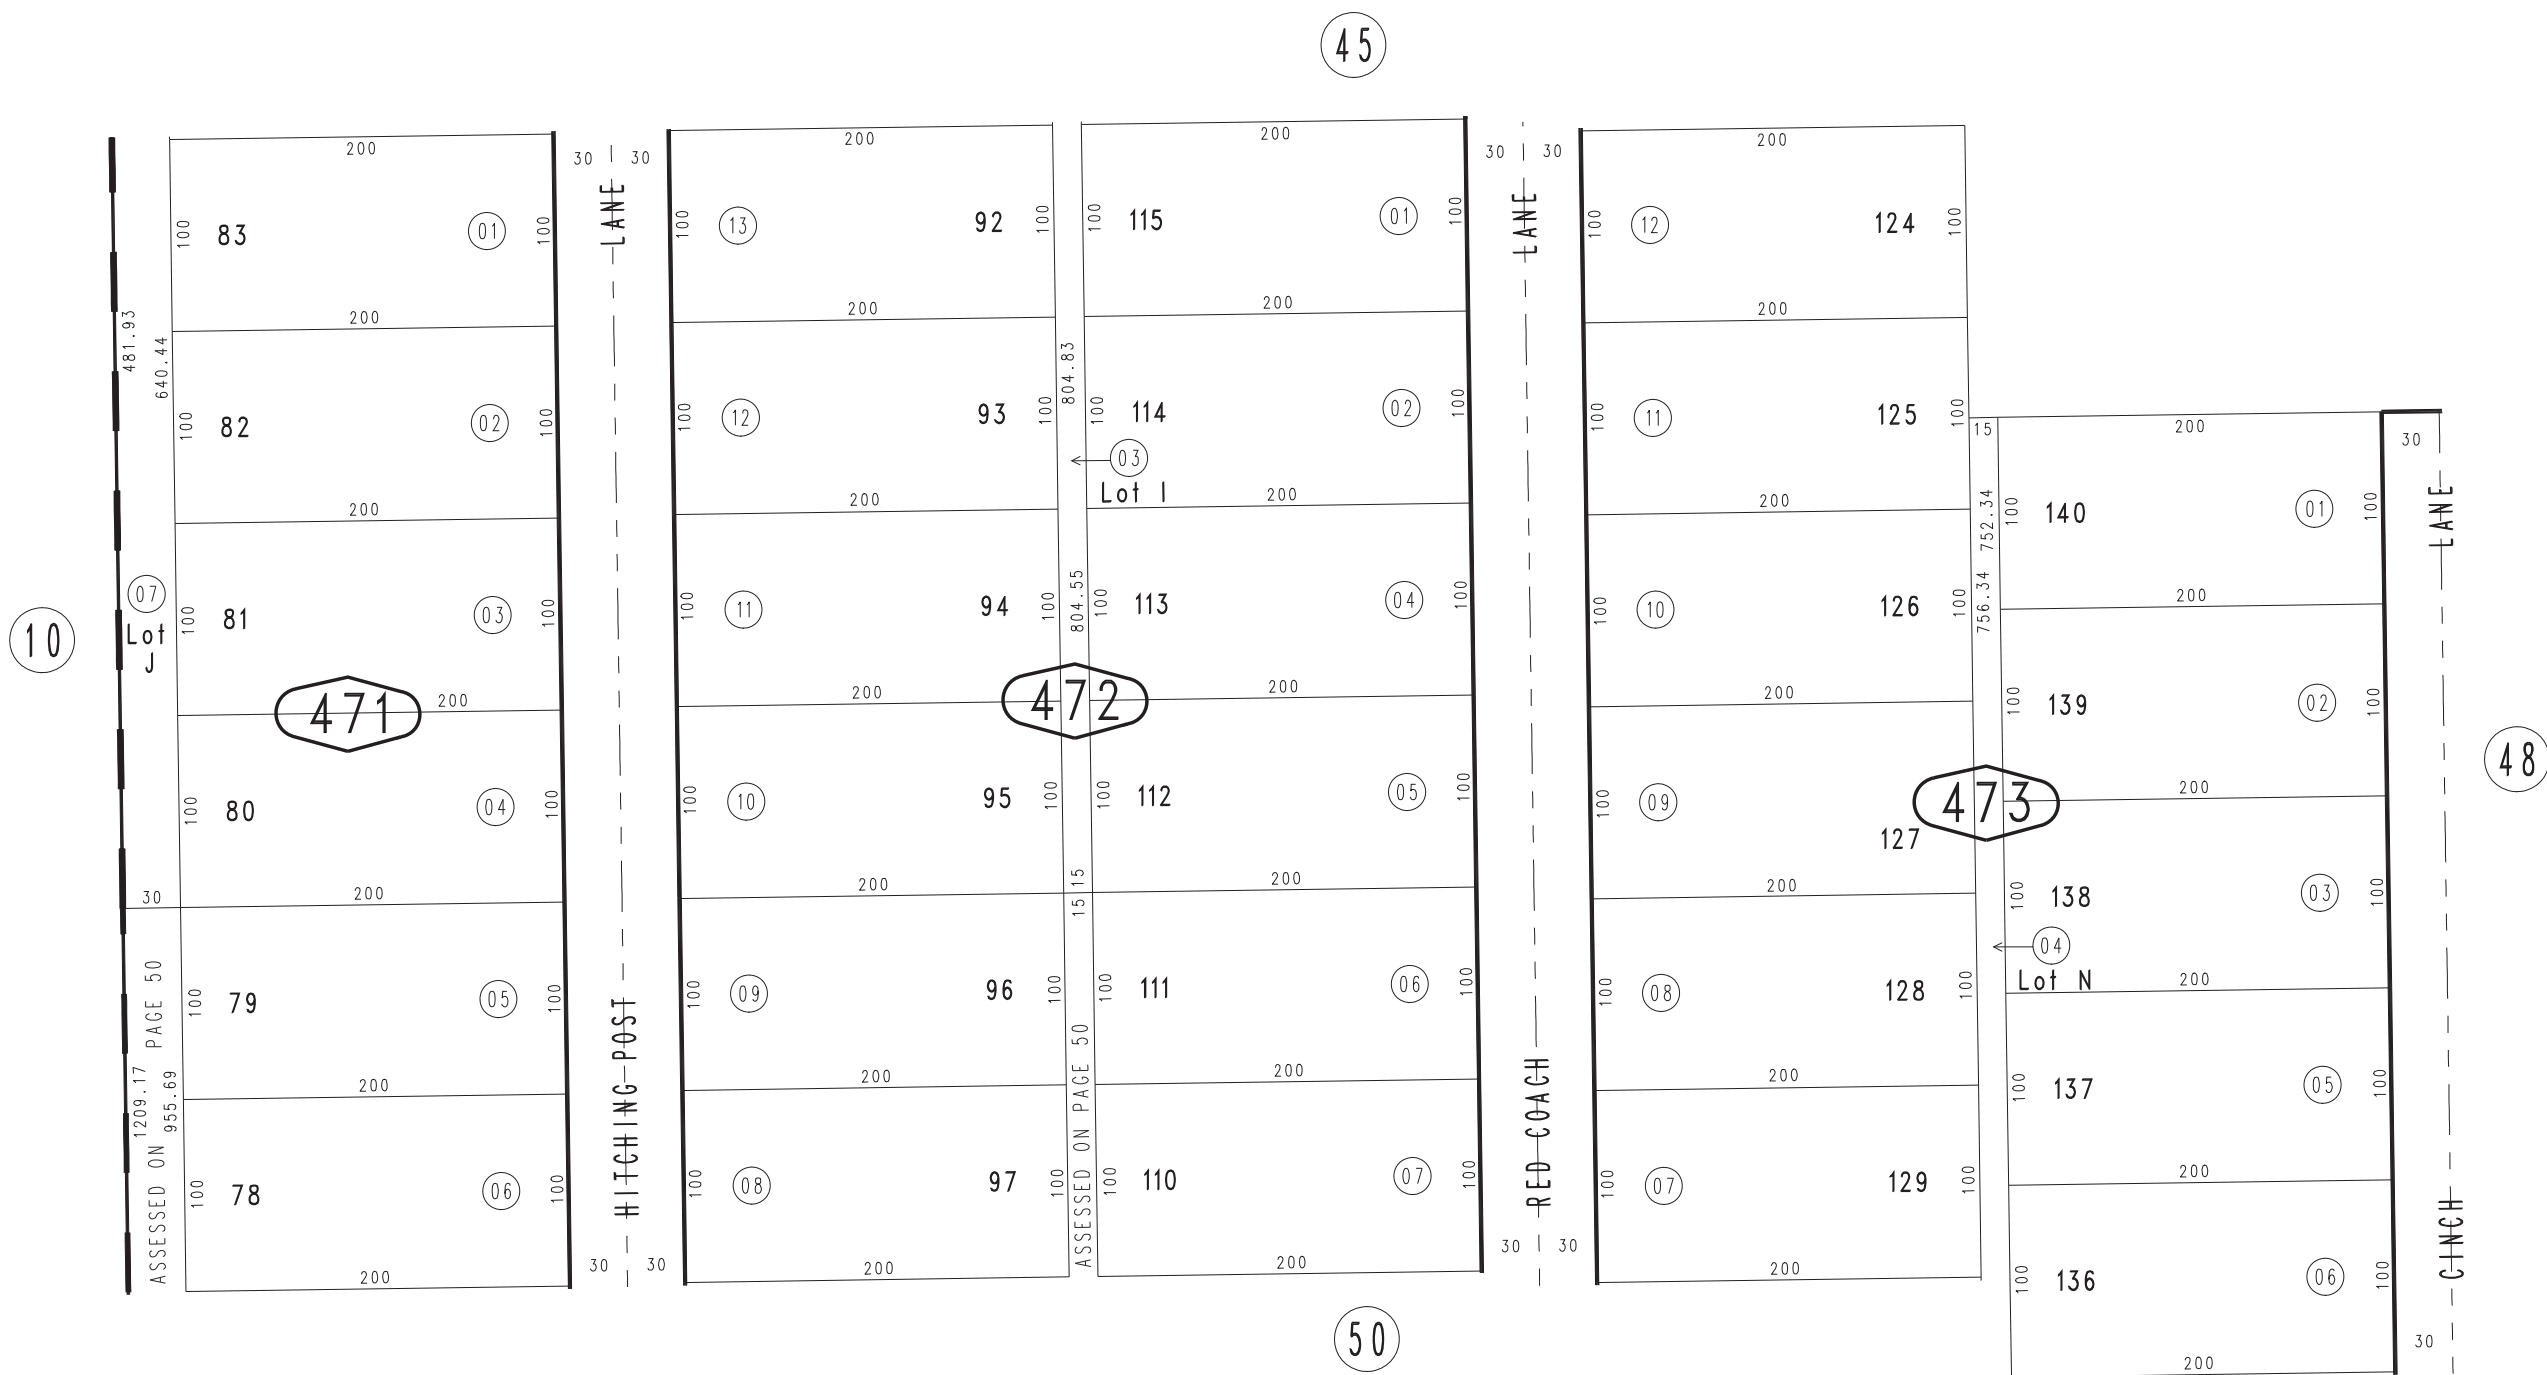 45
200
30 30
200
200
30 30
200
100 83 01 100
LANE
100 13 92 100
100 115 01 100
LANE
100 12 124 100
481.93
640.44
200
200
200
200
804.83
100 82 02 100
100 12 93 100
100 114 02 100
100 11 125 100
15
200
30
03
Lot I
200
200
200
200
752.34
100 140 01 100
LANE
10
07
Lot
J
100 81 03 100
100 11 94 100
804.55
100 113 04 100
100 10 126 100
756.34
200
471
200
200
472
200
200
100 139 02 100
48
100 80 04 100
100 10 95 100
100 112 05 100
100 09 127
473
200
30
200
200
15 15
200
200
100 138 03 100
04
Lot N
200
ASSESSED ON PAGE 50
1209.17
955.69
100 79 05 100
HITCHING POST
100 09 96 100
ASSESSED ON PAGE 50
100 111 06 100
RED COACH
100 08 128 100
200
200
200
200
100 137 05 100
200
100 78 06 100
100 08 97 100
100 110 07 100
100 07 129 100
CINCH
200
30 30
200
200
30 30
200
100 136 06 100
50
30
200